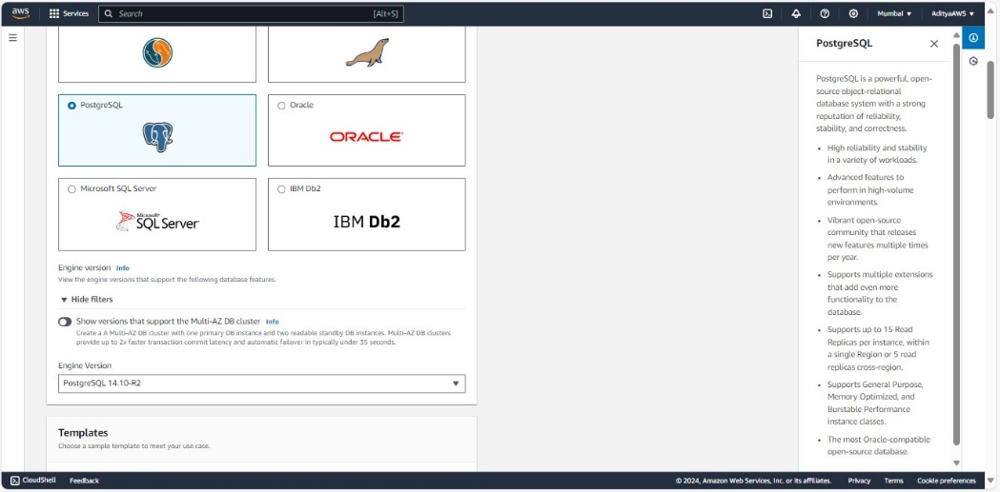 aws
Services
Search
[Alt+S]
Mumbai
AdityaAWS
PostgreSQL
Oracle
ORACLE
Microsoft SQL Server
Microsoft
SQL Server
IBM Db2
IBM Db2
Engine version Info
View the engine versions that support the following database features.
Hide filters
Show versions that support the Multi-AZ DB cluster Info
Create a A Multi-AZ DB cluster with one primary DB instance and two readable standby DB instances. Multi-AZ DB clusters
provide up to 2x faster transaction commit latency and automatic failover in typically under 35 seconds.
Engine Version
PostgreSQL 14.10-R2
Templates
Choose a sample template to meet your use case.
PostgreSQL
PostgreSQL is a powerful, open-
source object-relational
database system with a strong
reputation of reliability,
stability, and correctness.
• High reliability and stability
in a variety of workloads.
• Advanced features to
perform in high-volume
environments.
• Vibrant open-source
community that releases
new features multiple times
per year.
• Supports multiple extensions
that add even more
functionality to the
database.
• Supports up to 15 Read
Replicas per instance, within
a single Region or 5 read
replicas cross-region.
• Supports General Purpose,
Memory Optimized, and
Burstable Performance
instance classes.
• The most Oracle-compatible
open-source database.
CloudShell
Feedback
© 2024, Amazon Web Services, Inc. or its affiliates.
Privacy
Terms
Cookie preferences